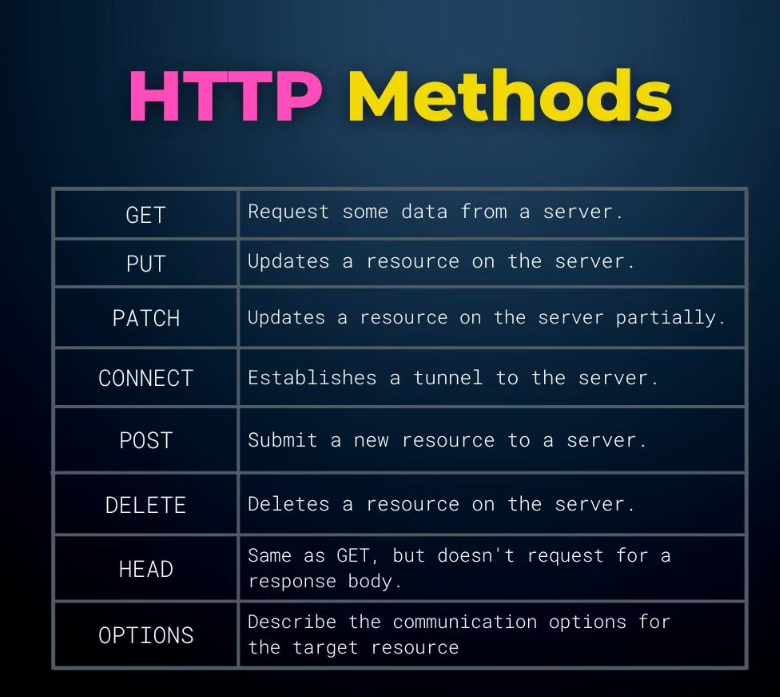 HTTP Methods
GET
Request some data from a server.
PUT
Updates a resource on the server.
PATCH
Updates a resource on the server partially.
CONNECT
Establishes a tunnel to the server.
POST
Submit a new resource to a server.
DELETE
Deletes a resource on the server.
HEAD
Same as GET, but doesn't request for a
response body.
OPTIONS
Describe the communication options for
the target resource